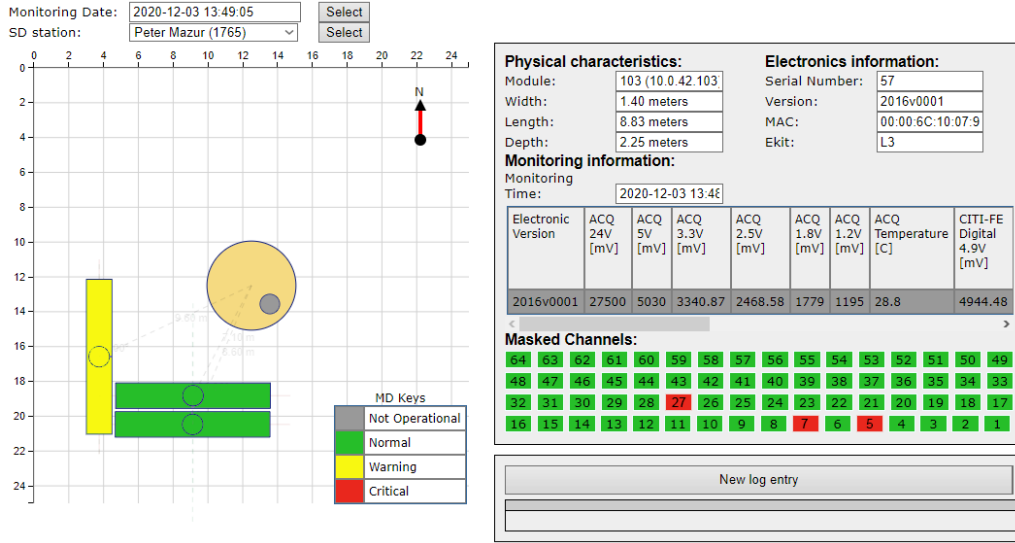 Monitoring Date: 2020-12-03 13:49:05 Select
SD station: Peter Mazur (1765) Select
0 2 4 6 8 10 12 14 16 18 20 22 24
0
2
4
6
8
10
12
14
16
18
20
22
24
N
6.60 m
MD Keys
Not Operational
Normal
Warning
Critical
Physical characteristics:
Module: 103 (10.0.42.103
Width: 1.40 meters
Length: 8.83 meters
Depth: 2.25 meters
Electronics information:
Serial Number: 57
Version: 2016v0001
MAC: 00:00:6C:10:07:9
Ekit: L3
Monitoring information:
Monitoring
Time: 2020-12-03 13:48
Electronic Version ACQ 24V [mV] ACQ 5V [mV] ACQ 3.3V [mV] ACQ 2.5V [mV] ACQ 1.8V [mV] ACQ 1.2V [mV] ACQ Temperature [C] CITI-FE Digital 4.9V [mV]
2016v0001 27500 5030 3340.87 2468.58 1779 1195 28.8 4944.48
Masked Channels:
64 63 62 61 60 59 58 57 56 55 54 53 52 51 50 49
48 47 46 45 44 43 42 41 40 39 38 37 36 35 34 33
32 31 30 29 28 27 26 25 24 23 22 21 20 19 18 17
16 15 14 13 12 11 10 9 8 7 6 5 4 3 2 1
New log entry